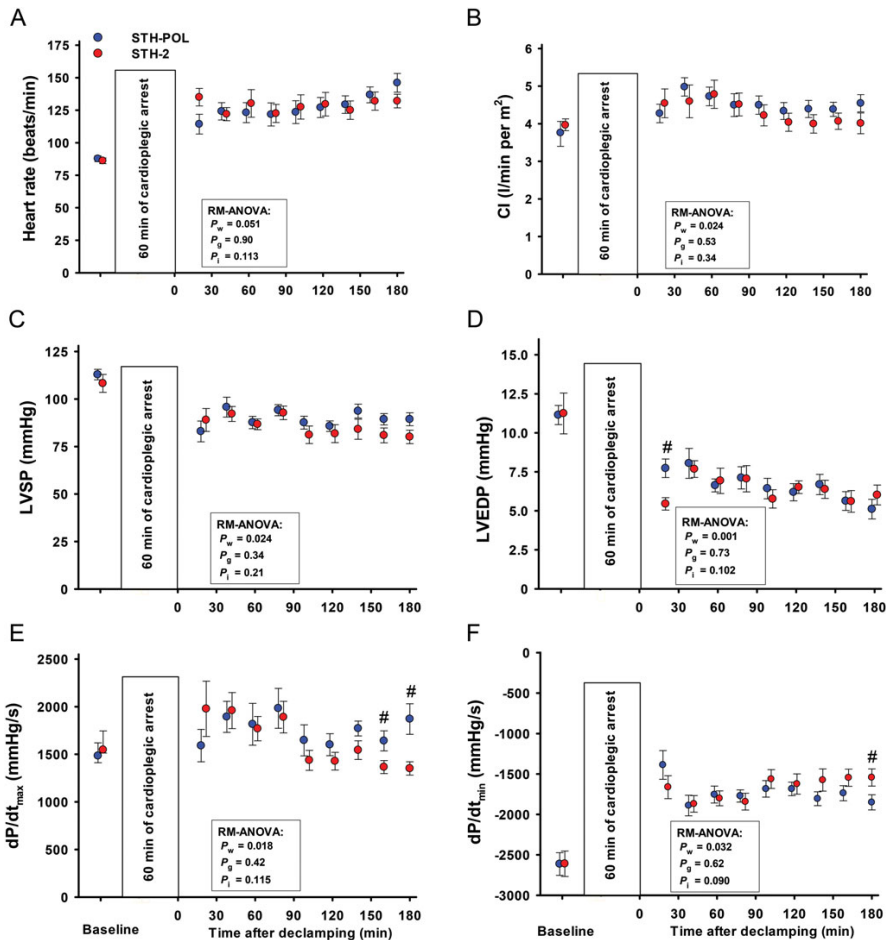 A
STH-POL
STH-2
Heart rate (beats/min)
175
150
125
100
75
50
25
0
60 min of cardioplegic arrest
RM-ANOVA:
Pw = 0.051
Pg = 0.90
Pi = 0.113
0 30 60 90 120 150 180
B
CI (l/min per m²)
6
5
4
3
2
1
0
60 min of cardioplegic arrest
RM-ANOVA:
Pw = 0.024
Pg = 0.53
Pi = 0.34
0 30 60 90 120 150 180
C
LVSP (mmHg)
125
100
75
50
25
0
60 min of cardioplegic arrest
RM-ANOVA:
Pw = 0.024
Pg = 0.34
Pi = 0.21
0 30 60 90 120 150 180
D
LVEDP (mmHg)
15.0
12.5
10.0
7.5
5.0
2.5
0
60 min of cardioplegic arrest
#
RM-ANOVA:
Pw = 0.001
Pg = 0.73
Pi = 0.102
0 30 60 90 120 150 180
E
dP/dtmax (mmHg/s)
2500
2000
1500
1000
500
0
60 min of cardioplegic arrest
#
#
RM-ANOVA:
Pw = 0.018
Pg = 0.42
Pi = 0.115
0 30 60 90 120 150 180
Baseline
Time after declamping (min)
F
dP/dtmin (mmHg/s)
0
-500
-1000
-1500
-2000
-2500
-3000
60 min of cardioplegic arrest
#
RM-ANOVA:
Pw = 0.032
Pg = 0.62
Pi = 0.090
0 30 60 90 120 150 180
Baseline
Time after declamping (min)